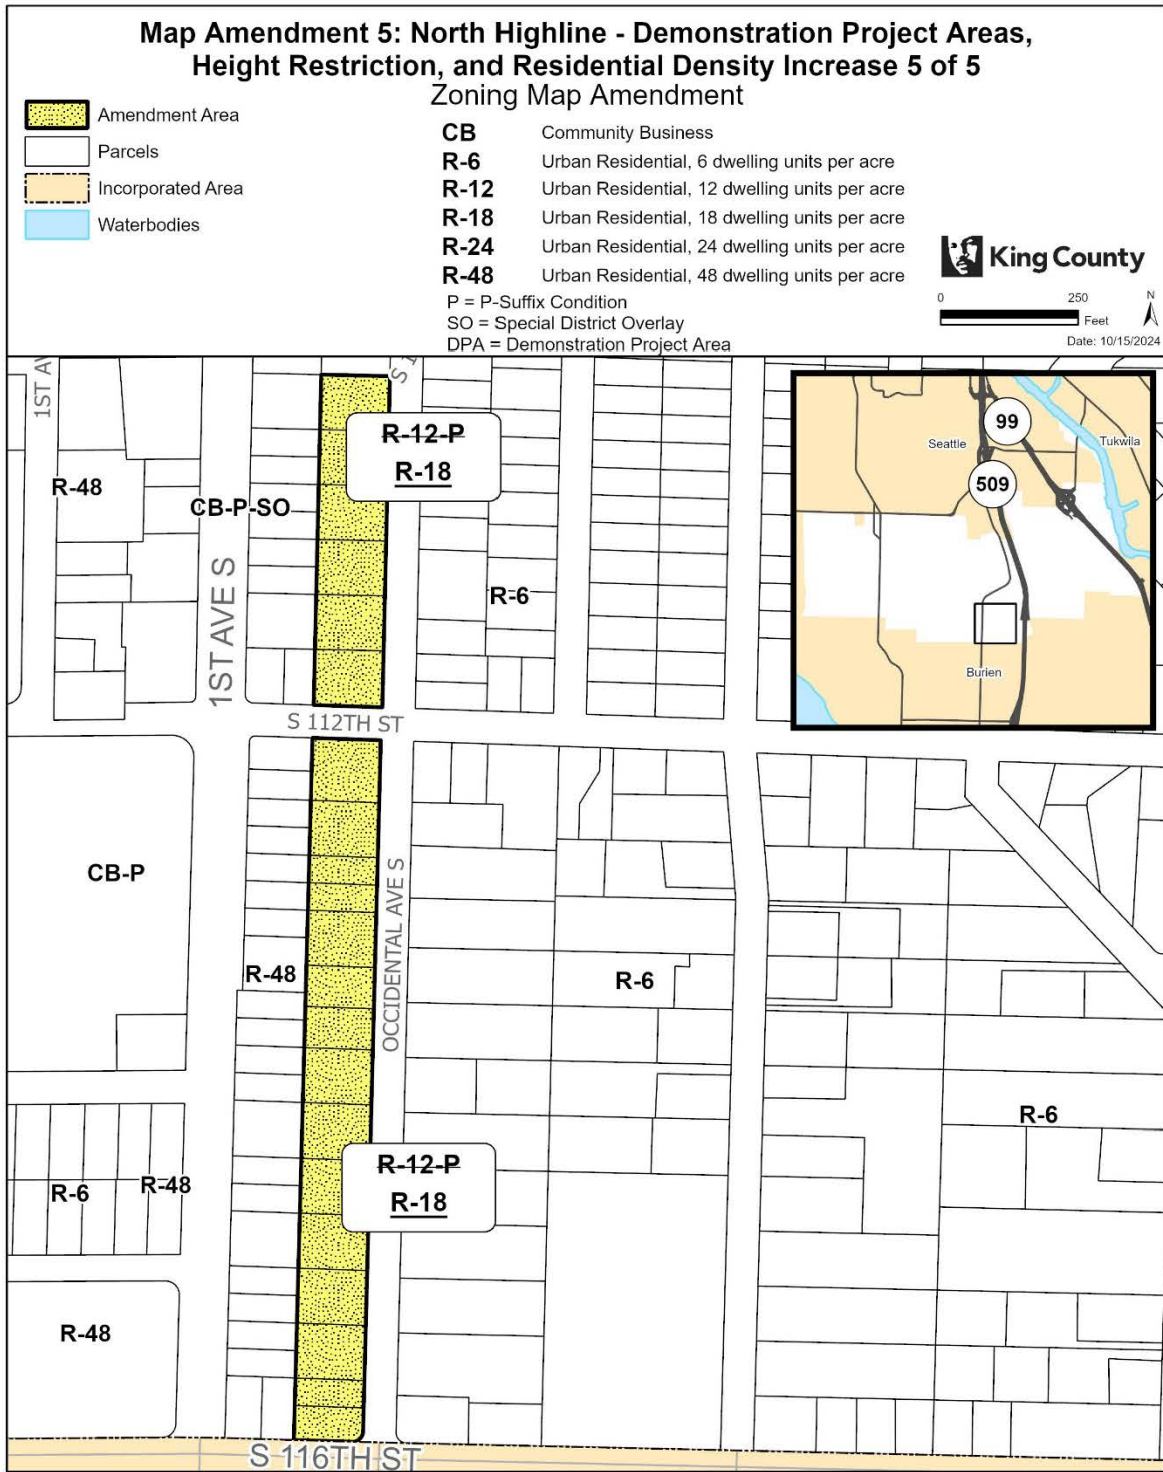 Map Amendment 5: North Highline - Demonstration Project Areas,
Height Restriction, and Residential Density Increase 5 of 5
Zoning Map Amendment
Amendment Area
Parcels
Incorporated Area
Waterbodies
CB Community Business
R-6 Urban Residential, 6 dwelling units per acre
R-12 Urban Residential, 12 dwelling units per acre
R-18 Urban Residential, 18 dwelling units per acre
R-24 Urban Residential, 24 dwelling units per acre
R-48 Urban Residential, 48 dwelling units per acre
P = P-Suffix Condition
SO = Special District Overlay
DPA = Demonstration Project Area
King County
0 250
Feet
N
Date: 10/15/2024
1ST AV
S 1
R-12-P
R-18
R-48
CB-P-SO
R-6
1ST AVE S
99
Seattle
Tukwila
509
Burien
S 112TH ST
CB-P
OCCIDENTAL AVE S
R-48
R-6
R-6
R-12-P
R-18
R-6
R-48
R-48
S 116TH ST